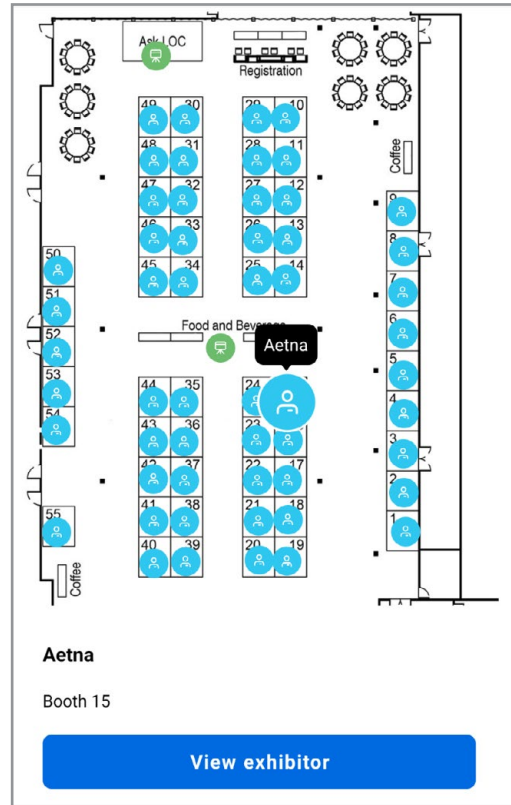 Ask LOC
Registration
49 30 29 10
48 31 28 11
Coffee
47 32 27 12
9
46 33 26 13
8
50
45 34 25 14
7
51
6
Food and Beverage
52
Aetna
5
53
44 35 24
4
54
43 36 23
3
42 37 22 17
2
41 38 21 18
1
55
40 39 20 19
Coffee
Aetna
Booth 15
View exhibitor